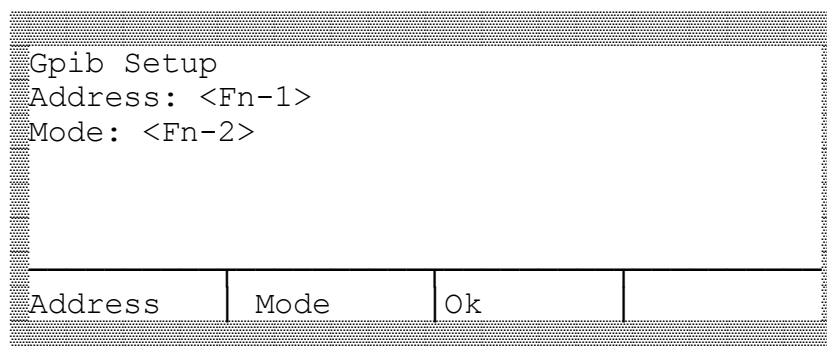 Gpib Setup
Address: <Fn-1>
Mode: <Fn-2>
Address Mode Ok